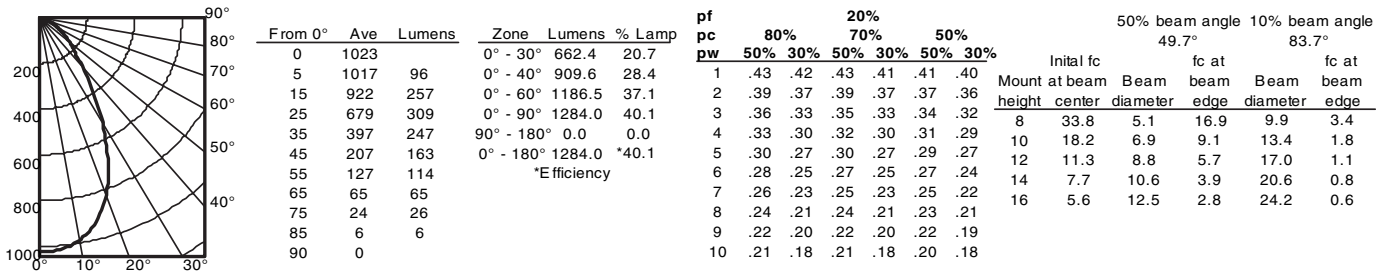 90°
80°
70°
60°
50°
40°
200
400
600
800
1000
0° 10° 20° 30°
From 0° Ave Lumens
0 1023
5 1017 96
15 922 257
25 679 309
35 397 247
45 207 163
55 127 114
65 65 65
75 24 26
85 6 6
90 0
Zone Lumens % Lamp
0° - 30° 662.4 20.7
0° - 40° 909.6 28.4
0° - 60° 1186.5 37.1
0° - 90° 1284.0 40.1
90° - 180° 0.0 0.0
0° - 180° 1284.0 *40.1
*Efficiency
pf 20%
pc 80% 70% 50%
pw 50% 30% 50% 30% 50% 30%
1 .43 .42 .43 .41 .41 .40
2 .39 .37 .39 .37 .37 .36
3 .36 .33 .35 .33 .34 .32
4 .33 .30 .32 .30 .31 .29
5 .30 .27 .30 .27 .29 .27
6 .28 .25 .27 .25 .27 .24
7 .26 .23 .25 .23 .25 .22
8 .24 .21 .24 .21 .23 .21
9 .22 .20 .22 .20 .22 .19
10 .21 .18 .21 .18 .20 .18
50% beam angle 10% beam angle
49.7° 83.7°
Inital fc fc at fc at
Mount at beam Beam beam Beam beam
height center diameter edge diameter edge
8 33.8 5.1 16.9 9.9 3.4
10 18.2 6.9 9.1 13.4 1.8
12 11.3 8.8 5.7 17.0 1.1
14 7.7 10.6 3.9 20.6 0.8
16 5.6 12.5 2.8 24.2 0.6